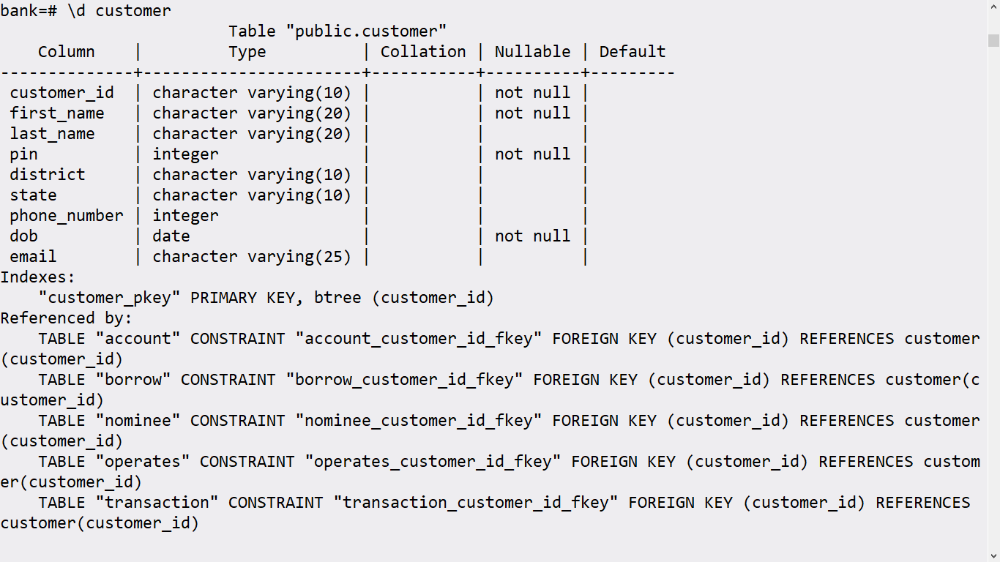 bank=# \d customer
                        Table "public.customer"
    Column    |         Type          | Collation | Nullable | Default
--------------+-----------------------+-----------+----------+---------
 customer_id  | character varying(10) |           | not null |
 first_name   | character varying(20) |           | not null |
 last_name    | character varying(20) |           |          |
 pin          | integer               |           | not null |
 district     | character varying(10) |           |          |
 state        | character varying(10) |           |          |
 phone_number | integer               |           |          |
 dob          | date                  |           | not null |
 email        | character varying(25) |           |          |
Indexes:
    "customer_pkey" PRIMARY KEY, btree (customer_id)
Referenced by:
    TABLE "account" CONSTRAINT "account_customer_id_fkey" FOREIGN KEY (customer_id) REFERENCES customer
(customer_id)
    TABLE "borrow" CONSTRAINT "borrow_customer_id_fkey" FOREIGN KEY (customer_id) REFERENCES customer(c
ustomer_id)
    TABLE "nominee" CONSTRAINT "nominee_customer_id_fkey" FOREIGN KEY (customer_id) REFERENCES customer
(customer_id)
    TABLE "operates" CONSTRAINT "operates_customer_id_fkey" FOREIGN KEY (customer_id) REFERENCES custom
er(customer_id)
    TABLE "transaction" CONSTRAINT "transaction_customer_id_fkey" FOREIGN KEY (customer_id) REFERENCES
customer(customer_id)